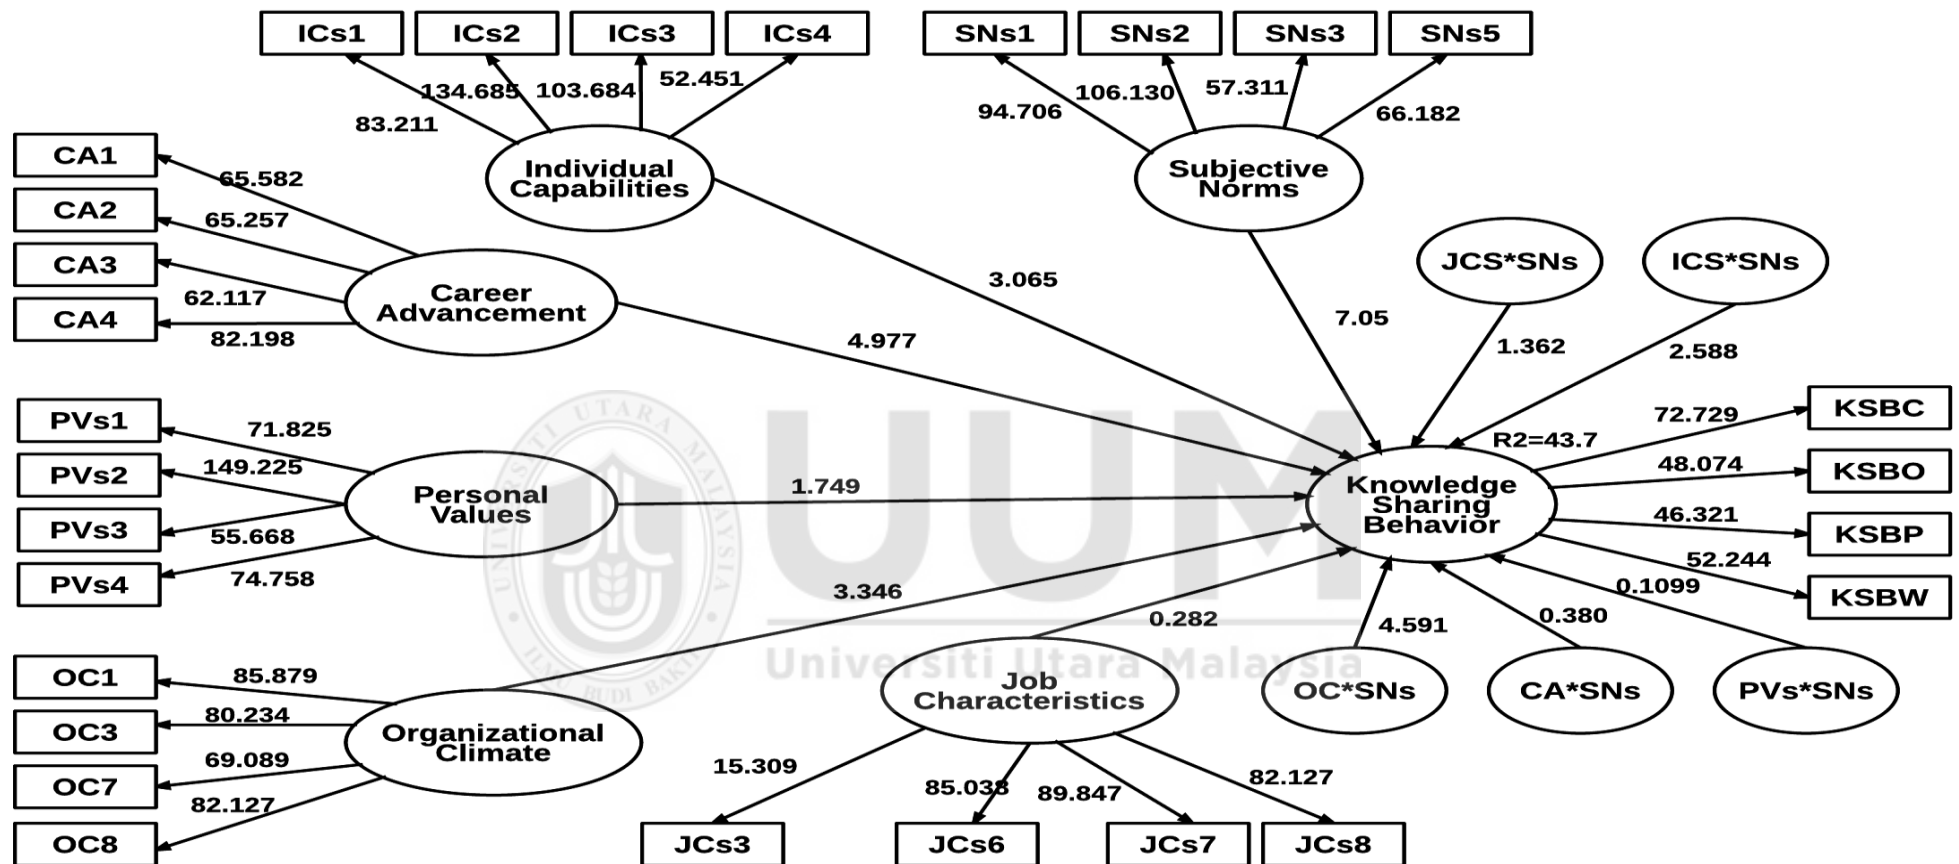 ICs1
ICs2
ICs3
ICs4
SNs1
SNs2
SNs3
SNs5
134.685
103.684
52.451
83.211
94.706
106.130
57.311
66.182
Individual
Capabilities
Subjective
Norms
CA1
CA2
CA3
CA4
65.582
65.257
62.117
82.198
Career
Advancement
3.065
4.977
7.05
JCS*SNs
ICS*SNs
1.362
2.588
PVs1
PVs2
PVs3
PVs4
71.825
149.225
55.668
74.758
Personal
Values
1.749
R2=43.7
Knowledge
Sharing
Behavior
72.729
48.074
46.321
52.244
KSBC
KSBO
KSBP
KSBW
3.346
0.282
4.591
0.380
0.1099
OC1
OC3
OC7
OC8
85.879
80.234
69.089
82.127
Organizational
Climate
Job
Characteristics
OC*SNs
CA*SNs
PVs*SNs
15.309
85.038
89.847
82.127
JCs3
JCs6
JCs7
JCs8
UNIVERSITI UTARA MALAYSIA
ILMU BUDI BAKTI
UUM
Universiti Utara Malaysia